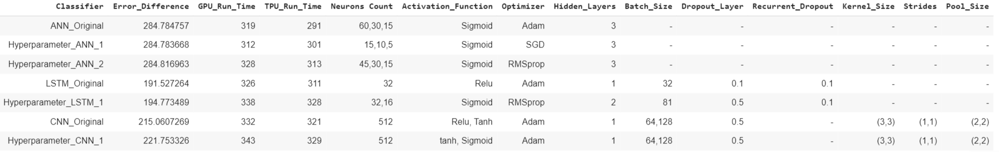 Classifier Error_Difference GPU_Run_Time TPU_Run_Time Neurons Count Activation_Function Optimizer Hidden_Layers Batch_Size Dropout_Layer Recurrent_Dropout Kernel_Size Strides Pool_Size
ANN_Original 284.784757 319 291 60,30,15 Sigmoid Adam 3 - - - - - -
Hyperparameter_ANN_1 284.783668 312 301 15,10,5 Sigmoid SGD 3 - - - - - -
Hyperparameter_ANN_2 284.816963 328 313 45,30,15 Sigmoid RMSprop 3 - - - - - -
LSTM_Original 191.527264 326 311 32 Relu Adam 1 32 0.1 0.1 - - -
Hyperparameter_LSTM_1 194.773489 338 328 32,16 Sigmoid RMSprop 2 81 0.5 0.1 - - -
CNN_Original 215.0607269 332 321 512 Relu, Tanh Adam 1 64,128 0.5 - (3,3) (1,1) (2,2)
Hyperparameter_CNN_1 221.753326 343 329 512 tanh, Sigmoid Adam 1 64,128 0.5 - (3,3) (1,1) (2,2)